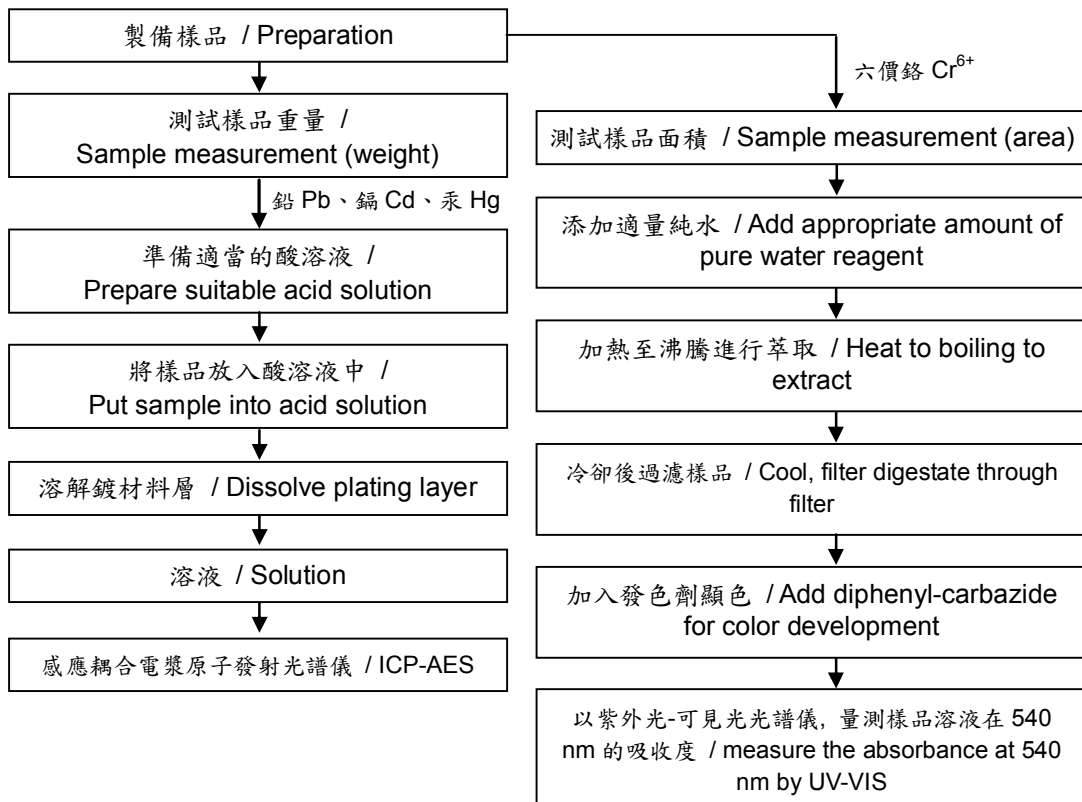 製備樣品 / Preparation
測試樣品重量 /
Sample measurement (weight)
鉛 Pb、鎘 Cd、汞 Hg
準備適當的酸溶液 /
Prepare suitable acid solution
將樣品放入酸溶液中 /
Put sample into acid solution
溶解鍍材料層 / Dissolve plating layer
溶液 / Solution
感應耦合電漿原子發射光譜儀 / ICP-AES
六價鉻 Cr⁶⁺
測試樣品面積 / Sample measurement (area)
添加適量純水 / Add appropriate amount of
pure water reagent
加熱至沸騰進行萃取 / Heat to boiling to
extract
冷卻後過濾樣品 / Cool, filter digestate through
filter
加入發色劑顯色 / Add diphenyl-carbazide
for color development
以紫外光-可見光光譜儀, 量測樣品溶液在 540
nm 的吸收度 / measure the absorbance at 540
nm by UV-VIS